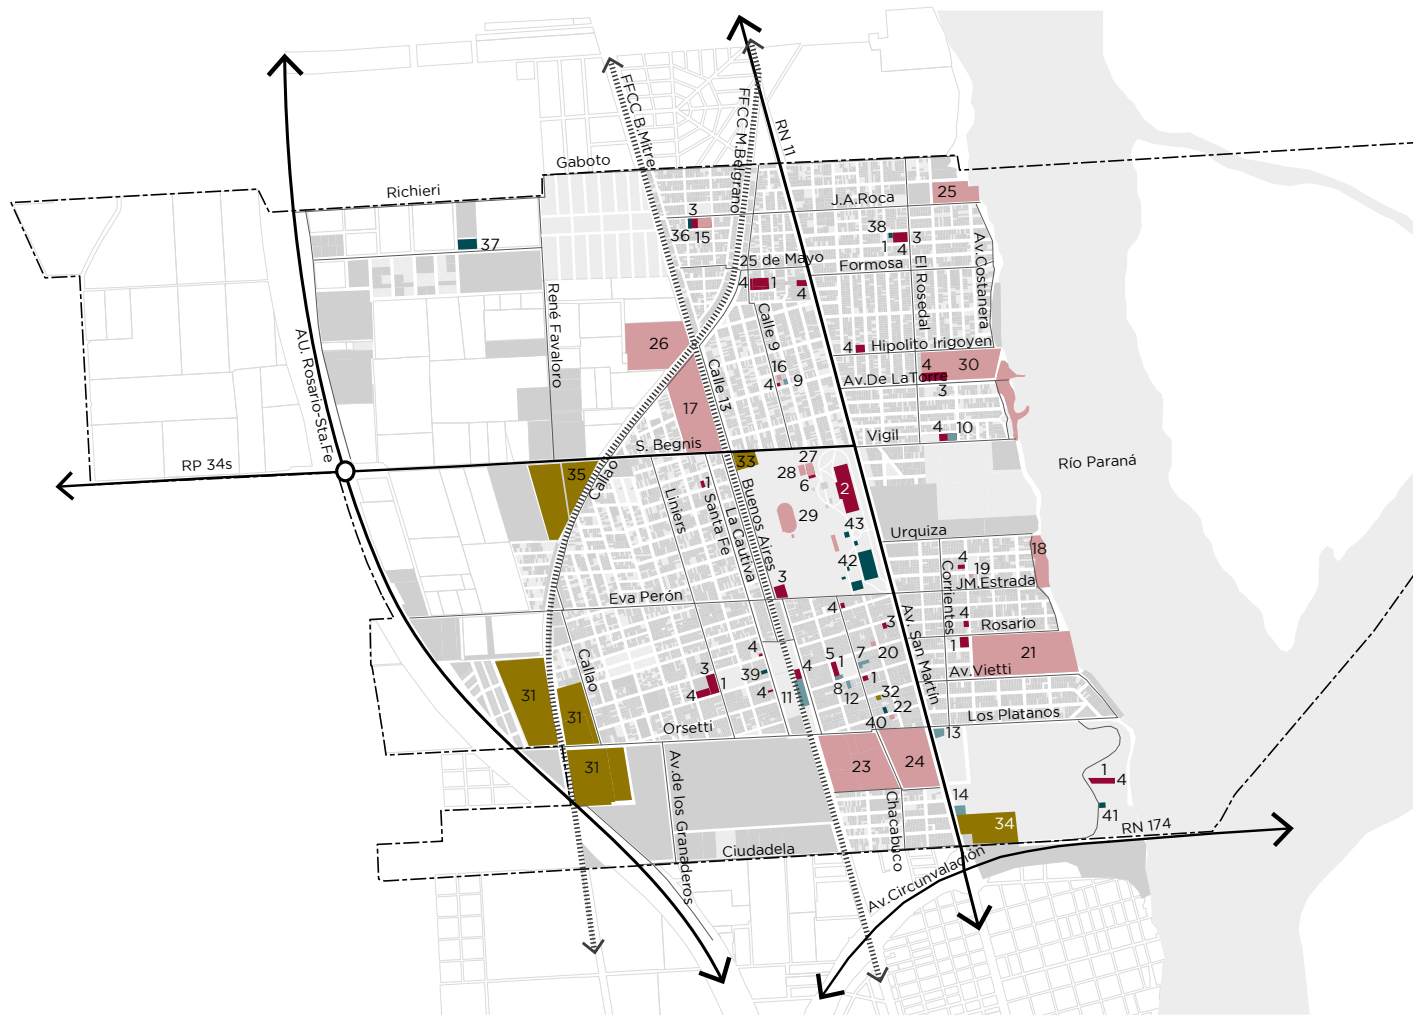 FFCC B.Mitre
FFCC M.Belgrano
RN 11
Gaboto
Richieri
J.A.Roca
25
3
36
15
38
1
4
3
37
25 de Mayo
Formosa
El Rosedal
Av.Costanera
4
1
4
René Favaloro
Calle 9
AU. Rosario-Sta.Fe
26
Calle 13
4
Hipolito Irigoyen
16
4
9
4
30
Av.De LaTorre
3
17
4
10
Vigil
S. Begnis
RP 34s
Río Paraná
33
27
28
6
2
35
Callao
1
Liniers
Santa Fe
La Cautiva
Buenos Aires
29
43
Urquiza
42
18
4
19
Corrientes
JM.Estrada
3
Eva Perón
4
Av. San Martín
3
4
Rosario
1
21
Av.Vietti
4
5
1
7
20
3
1
4
39
4
4
11
8
12
1
32
22
40
Callao
31
31
31
Orsetti
Los Platanos
13
Av.de los Granaderos
23
24
1
4
14
41
34
Chacabuco
RN 174
Ciudadela
Av.Circunvalación